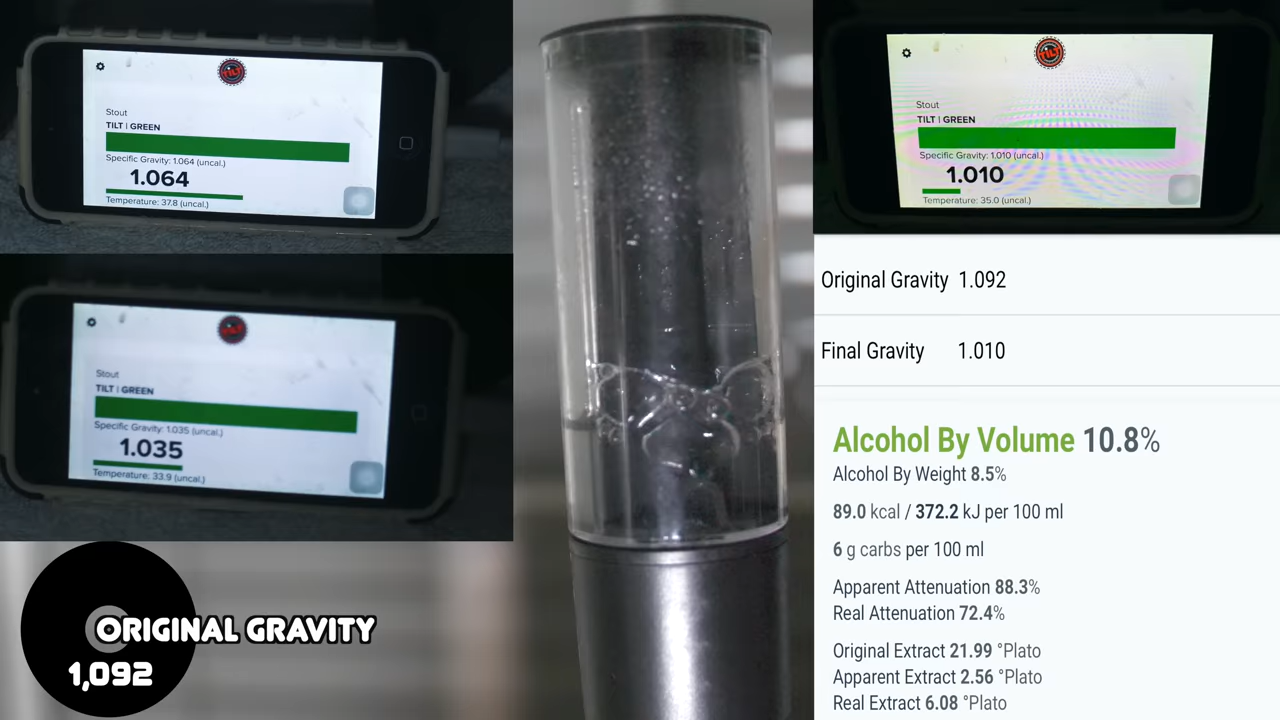 TILT
Stout
TILT | GREEN
Specific Gravity: 1.064 (uncal.)
1.064
Temperature: 37.8 (uncal.)
TILT
Stout
TILT | GREEN
Specific Gravity: 1.035 (uncal.)
1.035
Temperature: 33.9 (uncal.)
ORIGINAL GRAVITY
1,092
TILT
Stout
TILT | GREEN
Specific Gravity: 1.010 (uncal.)
1.010
Temperature: 35.0 (uncal.)
Original Gravity 1.092
Final Gravity 1.010
Alcohol By Volume 10.8%
Alcohol By Weight 8.5%
89.0 kcal / 372.2 kJ per 100 ml
6 g carbs per 100 ml
Apparent Attenuation 88.3%
Real Attenuation 72.4%
Original Extract 21.99 °Plato
Apparent Extract 2.56 °Plato
Real Extract 6.08 °Plato